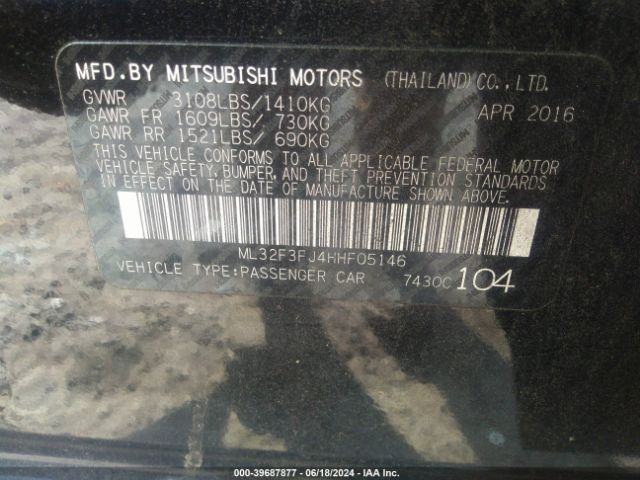 MFD.BY MITSUBISHI MOTORS (THAILAND)CO.,LTD.
GVWR 3108LBS/1410KG APR 2016
GAWR FR 1609LBS/ 730KG
GAWR RR 1521LBS/ 690KG
THIS VEHICLE CONFORMS TO ALL APPLICABLE FEDERAL MOTOR
VEHICLE SAFETY, BUMPER, AND THEFT PREVENTION STANDARDS
IN EFFECT ON THE DATE OF MANUFACTURE SHOWN ABOVE.
ML32F3FJ4HHF05146
VEHICLE TYPE:PASSENGER CAR 7430C 104
000-39687877 - 06/18/2024 - IAA Inc.